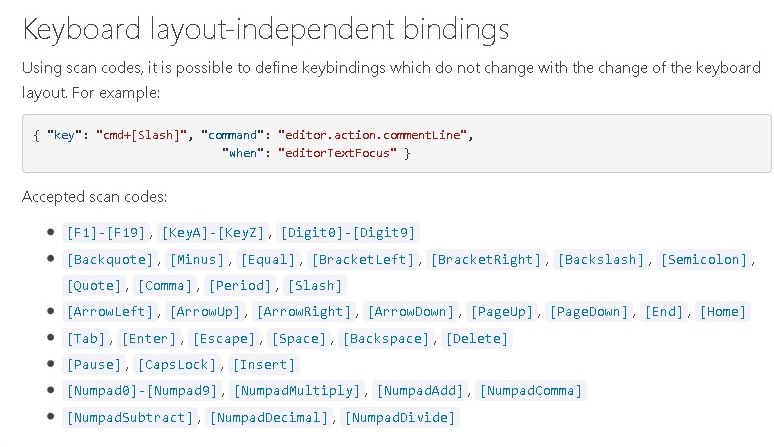 Keyboard layout-independent bindings
Using scan codes, it is possible to define keybindings which do not change with the change of the keyboard
layout. For example:
{ "key": "cmd+[Slash]", "command": "editor.action.commentLine",
"when": "editorTextFocus" }
Accepted scan codes:
• [F1]-[F19], [KeyA]-[KeyZ], [Digit0]-[Digit9]
• [Backquote], [Minus], [Equal], [BracketLeft], [BracketRight], [Backslash], [Semicolon],
[Quote], [Comma], [Period], [Slash]
• [ArrowLeft], [ArrowUp], [ArrowRight], [ArrowDown], [PageUp], [PageDown], [End], [Home]
• [Tab], [Enter], [Escape], [Space], [Backspace], [Delete]
• [Pause], [CapsLock], [Insert]
• [Numpad0]-[Numpad9], [NumpadMultiply], [NumpadAdd], [NumpadComma]
• [NumpadSubtract], [NumpadDecimal], [NumpadDivide]